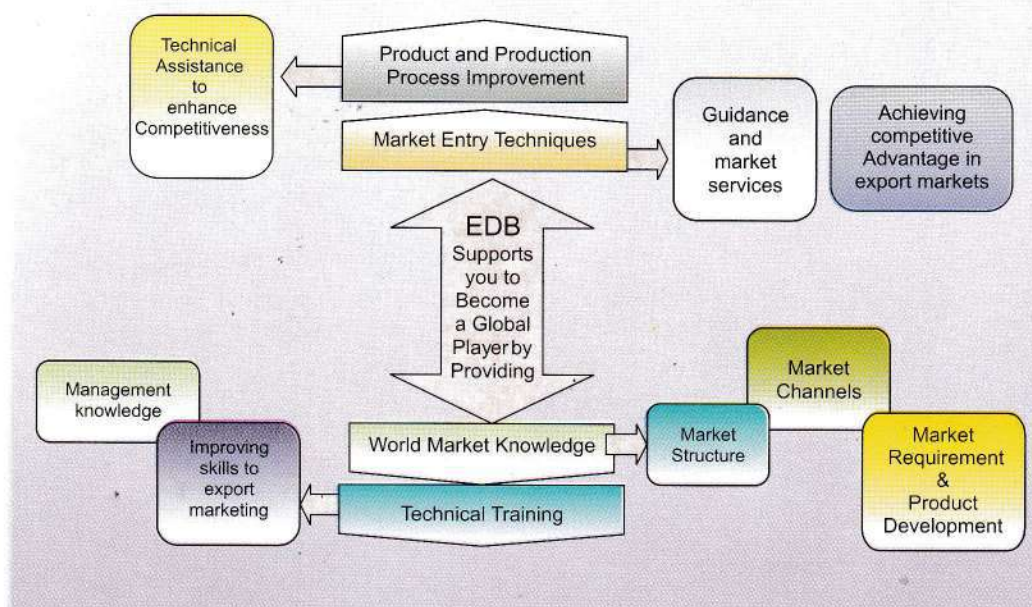 Technical
Assistance
to
enhance
Competitiveness
Product and Production
Process Improvement
Market Entry Techniques
Guidance
and
market
services
Achieving
competitive
Advantage in
export markets
EDB
Supports
you to
Become
a Global
Player by
Providing
Management
knowledge
Improving
skills to
export
marketing
World Market Knowledge
Technical Training
Market
Structure
Market
Channels
Market
Requirement
&
Product
Development